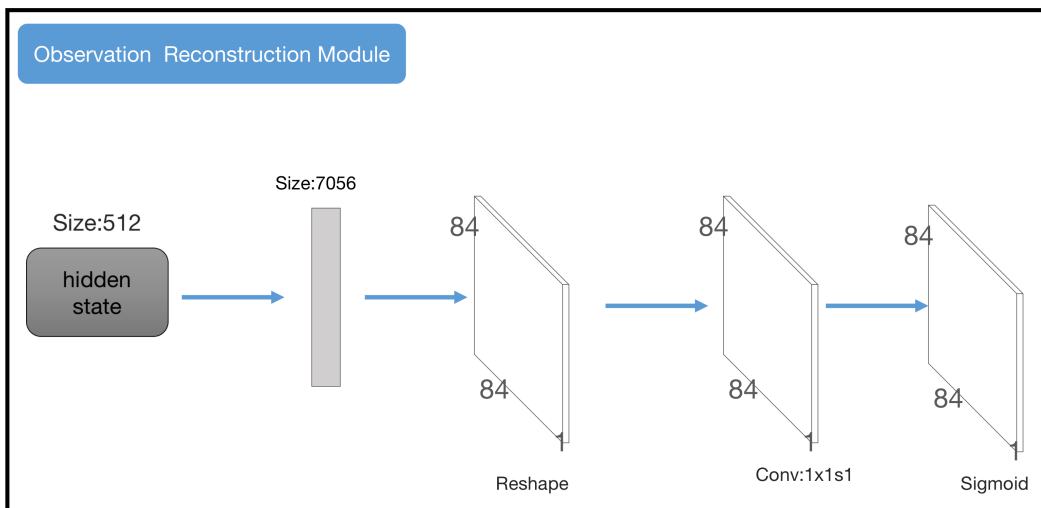 Observation Reconstruction Module
Size:512
hidden
state
Size:7056
84
84
1
Reshape
84
84
1
Conv:1x1s1
84
84
1
Sigmoid